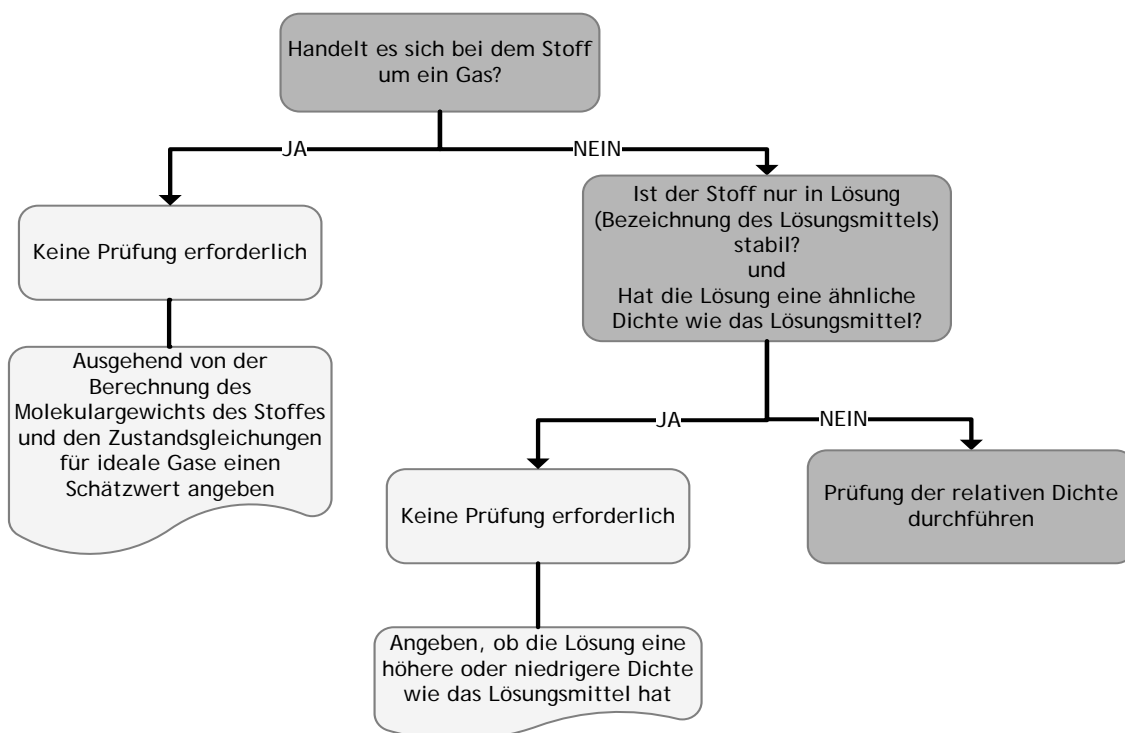 Handelt es sich bei dem Stoff
um ein Gas?
JA
NEIN
Keine Prüfung erforderlich
Ist der Stoff nur in Lösung
(Bezeichnung des Lösungsmittels)
stabil?
und
Hat die Lösung eine ähnliche
Dichte wie das Lösungsmittel?
Ausgehend von der
Berechnung des
Molekulargewichts des Stoffes
und den Zustandsgleichungen
für ideale Gase einen
Schätzwert angeben
JA
NEIN
Keine Prüfung erforderlich
Prüfung der relativen Dichte
durchführen
Angeben, ob die Lösung eine
höhere oder niedrigere Dichte
wie das Lösungsmittel hat